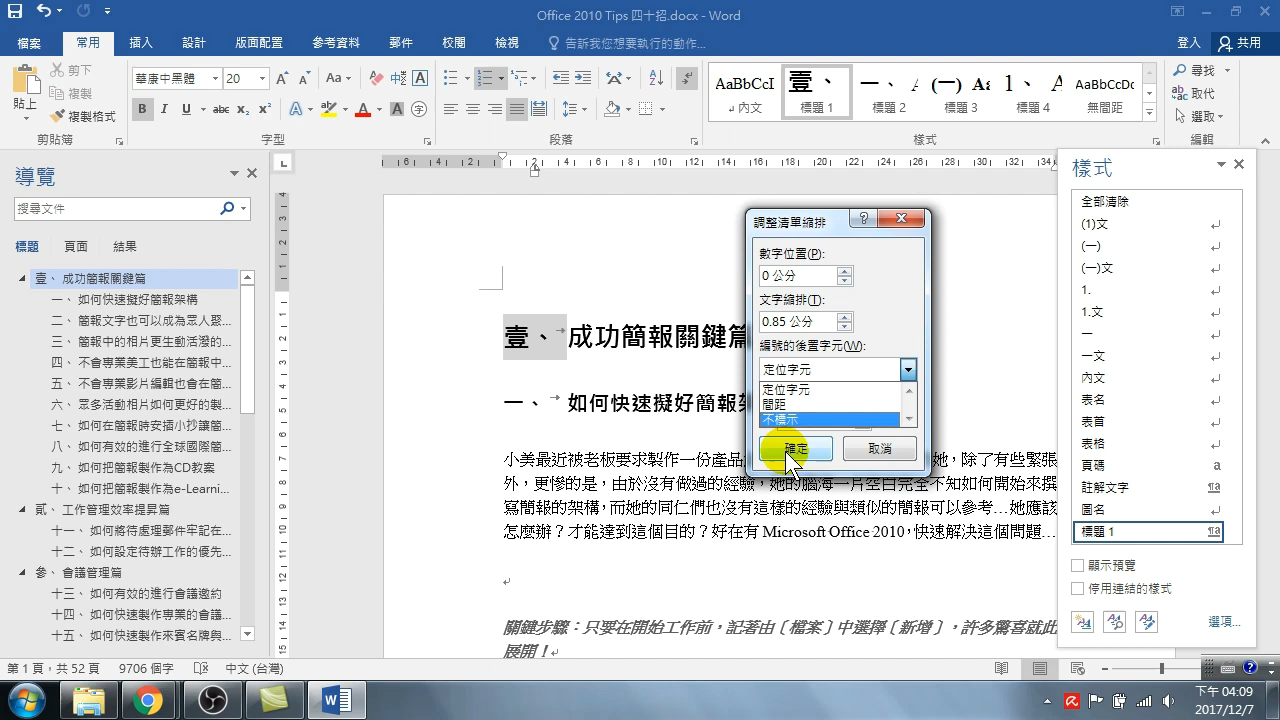 Office 2010 Tips 四十招.docx - Word
檔案 常用 插入 設計 版面配置 參考資料 郵件 校閱 檢視 告訴我您想要執行的動作... 登入 共用
貼上 剪下 複製 複製格式
剪貼簿
華康中黑體 20
字型
段落
AaBbCcI 壹、 一、 (一) 1、 AaBbCcDc
內文 標題 1 標題 2 標題 3 標題 4 無間距
樣式
尋找
取代
選取
編輯
導覽
搜尋文件
標題 頁面 結果
壹、 成功簡報關鍵篇
一、 如何快速擬好簡報架構
二、 簡報文字也可以成為眾人聚...
三、 簡報中的相片更生動活潑的...
四、 不會專業美工也能在簡報中...
五、 不會專業影片編輯也會在簡...
六、 眾多活動相片如何更好的製...
七、 如何在簡報時安插小抄讓簡...
八、 如何有效的進行全球國際簡...
九、 如何把簡報製作為CD教案
十、 如何把簡報製作為e-Learni...
貳、 工作管理效率提昇篇
十一、 如何將待處理郵件牢記在...
十二、 如何設定待辦工作的優先...
參、 會議管理篇
十三、 如何有效的進行會議邀約
十四、 如何快速製作專業的會議...
十五、 如何快速製作來賓名牌與...
6 4 2 2 4 6 8 10 12 14 16 18 20 22 24 26 28 30 32 34
壹、 成功簡報關鍵篇
一、 如何快速擬好簡報架
小美最近被老板要求製作一份產品 她，除了有些緊張
外，更慘的是，由於沒有做過的經驗，她的腦海一片空白完全不知如何開始來撰
寫簡報的架構，而她的同仁們也沒有這樣的經驗與類似的簡報可以參考…她應該
怎麼辦？才能達到這個目的？好在有 Microsoft Office 2010，快速解決這個問題…
關鍵步驟：只要在開始工作前，記著由〔檔案〕中選擇〔新增〕，許多驚喜就此
展開！
調整清單縮排
數字位置(P):
0 公分
文字縮排(T):
0.85 公分
編號的後置字元(W):
定位字元
定位字元
間距
不標示
確定 取消
樣式
全部清除
(1)文
(一)
(一)文
1.
1.文
一
一文
內文
表名
表首
表格
頁碼
註解文字
圖名
標題 1
顯示預覽
停用連結的樣式
選項...
第 1 頁，共 52 頁 9706 個字 中文 (台灣)
下午 04:09
2017/12/7